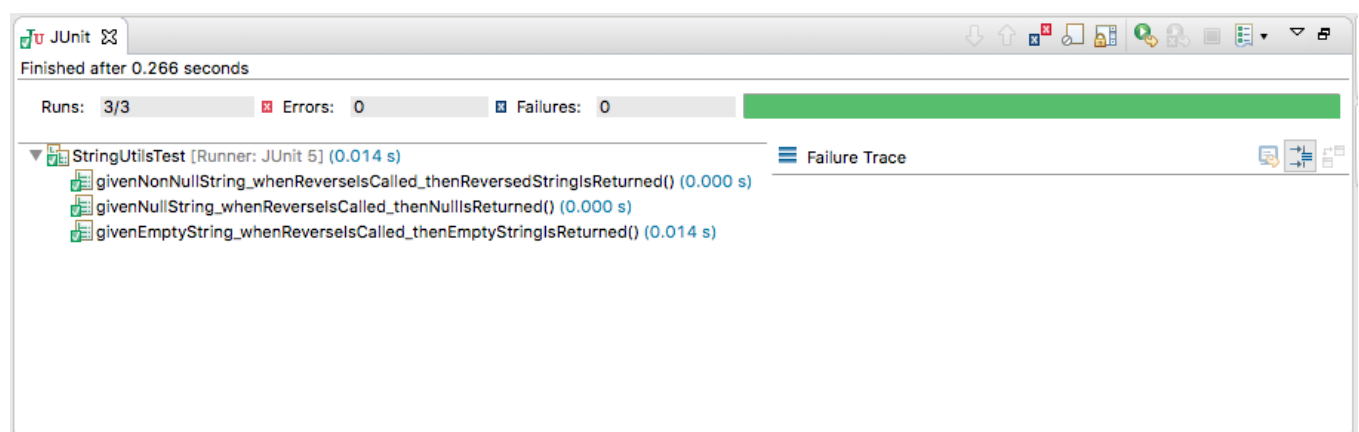 JUnit
Finished after 0.266 seconds
Runs: 3/3 Errors: 0 Failures: 0
StringUtilsTest [Runner: JUnit 5] (0.014 s)
Failure Trace
givenNonNullString_whenReverseIsCalled_thenReversedStringIsReturned() (0.000 s)
givenNullString_whenReverseIsCalled_thenNullIsReturned() (0.000 s)
givenEmptyString_whenReverseIsCalled_thenEmptyStringIsReturned() (0.014 s)